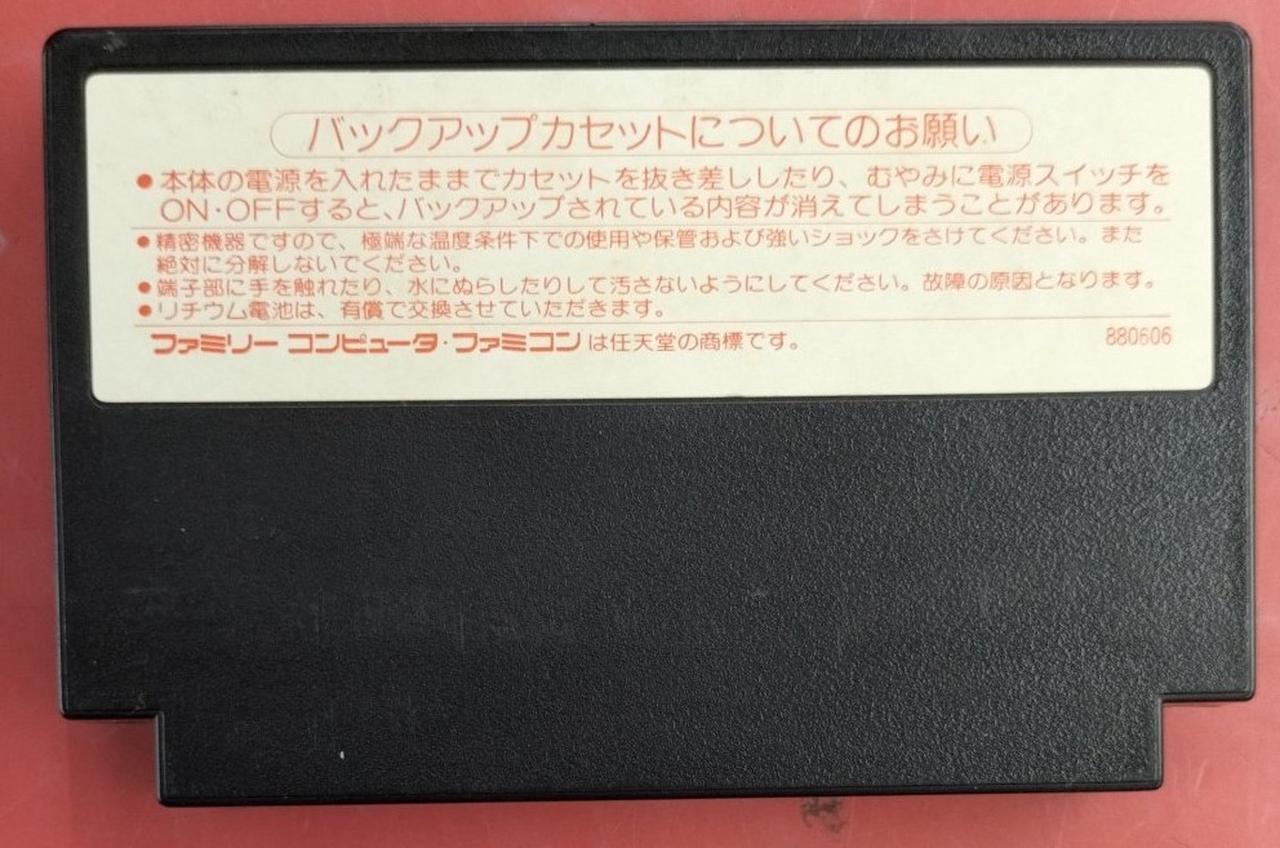 バックアップカセットについてのお願い
●本体の電源を入れたままでカセットを抜き差ししたり、むやみに電源スイッチを
ON・OFFすると、バックアップされている内容が消えてしまうことがあります。
●精密機器ですので、極端な温度条件下での使用や保管および強いショックをさけてください。また
絶対に分解しないでください。
●端子部に手を触れたり、水にぬらしたりして汚さないようにしてください。故障の原因となります。
●リチウム電池は、有償で交換させていただきます。
ファミリー コンピュータ・ファミコンは任天堂の商標です。 880606